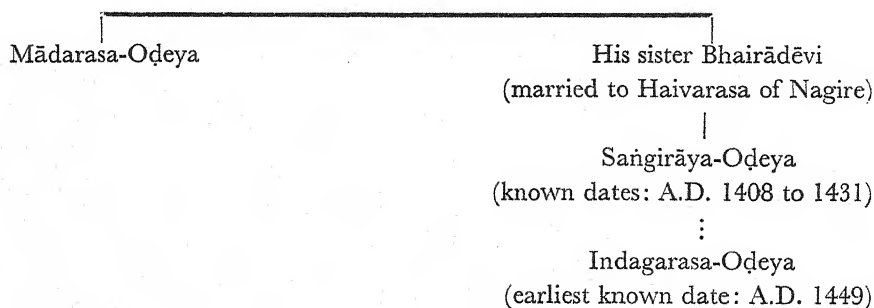 Mādarasa-Oḍeya
His sister Bhairādēvi
(married to Haivarasa of Nagire)
Saṅgirāya-Oḍeya
(known dates: A.D. 1408 to 1431)
Indagarasa-Oḍeya
(earliest known date: A.D. 1449)